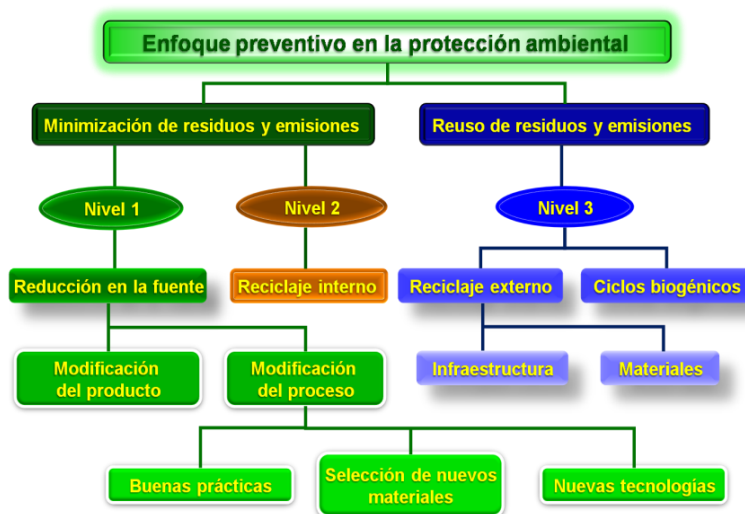 Enfoque preventivo en la protección ambiental
Minimización de residuos y emisiones
Reuso de residuos y emisiones
Nivel 1
Nivel 2
Nivel 3
Reducción en la fuente
Reciclaje interno
Reciclaje externo
Ciclos biogénicos
Modificación
del producto
Modificación
del proceso
Infraestructura
Materiales
Buenas prácticas
Selección de nuevos
materiales
Nuevas tecnologías